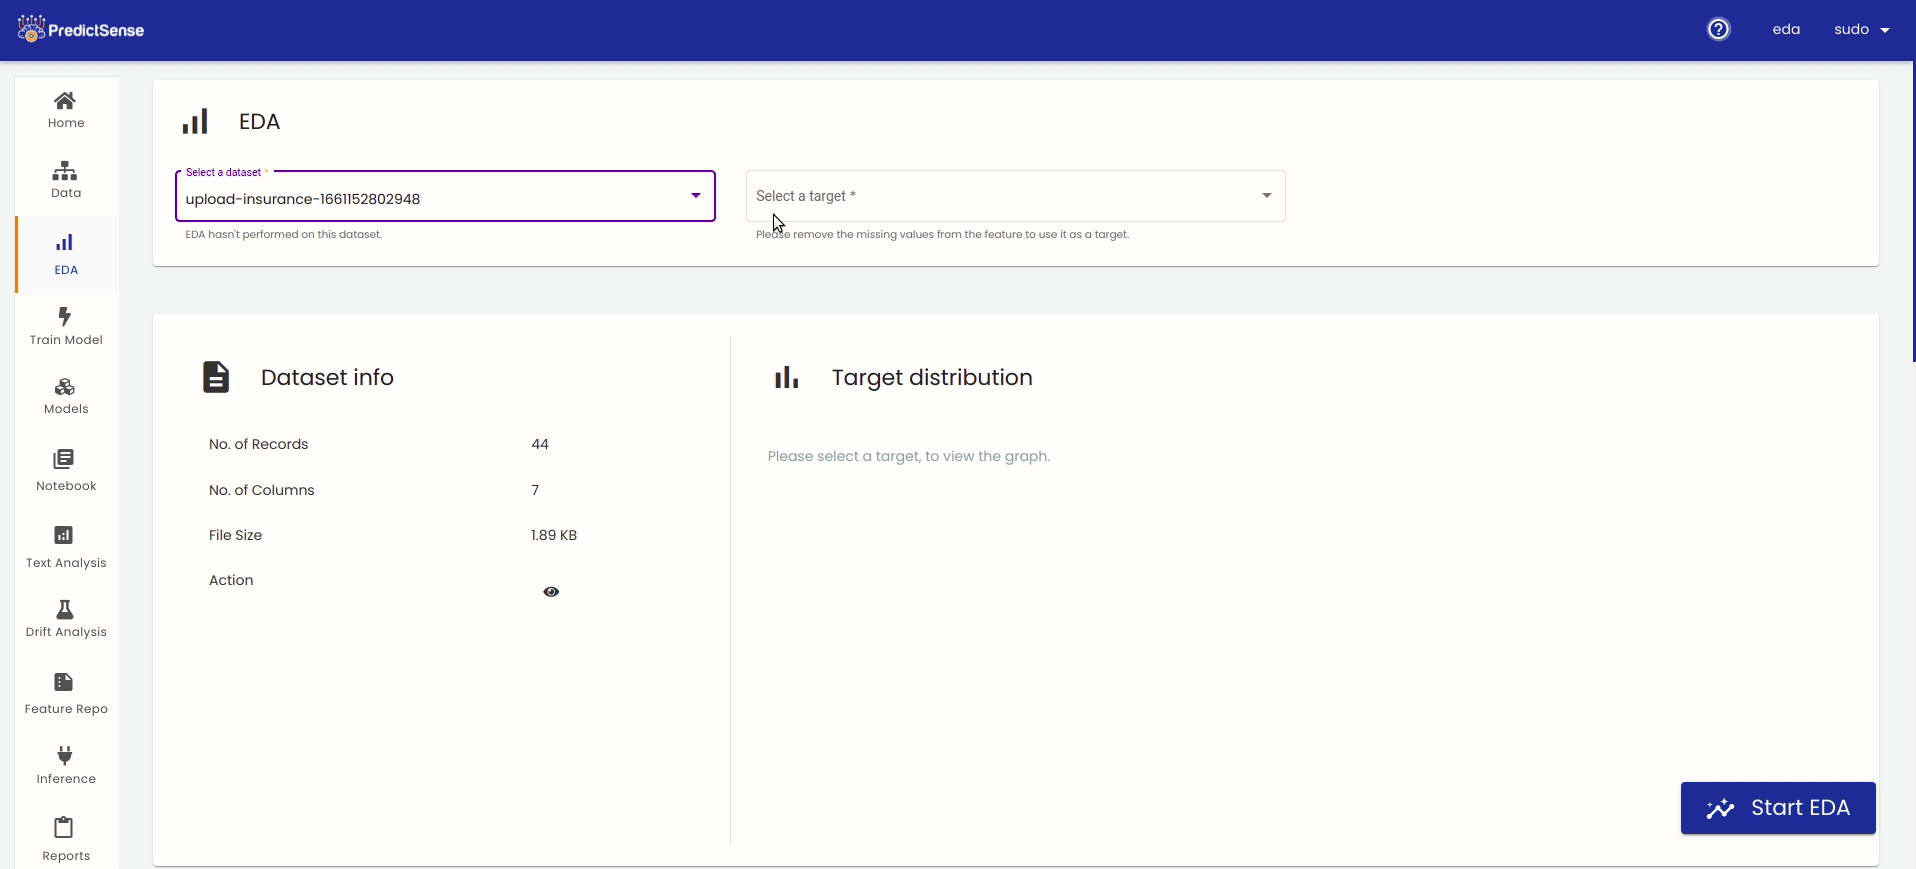 PredictSense
eda
sudo
Home
Data
EDA
Train Model
Models
Notebook
Text Analysis
Drift Analysis
Feature Repo
Inference
Reports
EDA
Select a dataset *
upload-insurance-1661152802948
EDA hasn't performed on this dataset.
Select a target *
Please remove the missing values from the feature to use it as a target.
Dataset info
No. of Records 44
No. of Columns 7
File Size 1.89 KB
Action
Target distribution
Please select a target, to view the graph.
Start EDA